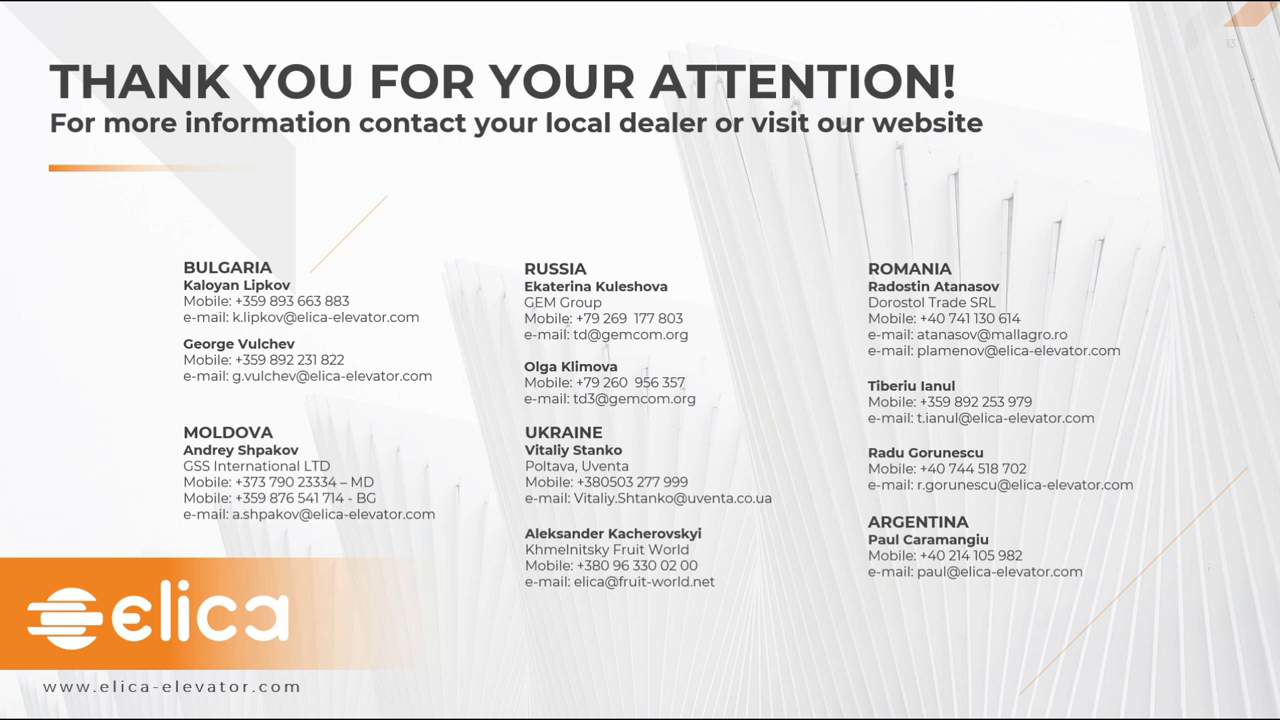 13
THANK YOU FOR YOUR ATTENTION!
For more information contact your local dealer or visit our website
BULGARIA
Kaloyan Lipkov
Mobile: +359 893 663 883
e-mail: k.lipkov@elica-elevator.com
George Vulchev
Mobile: +359 892 231 822
e-mail: g.vulchev@elica-elevator.com
MOLDOVA
Andrey Shpakov
GSS International LTD
Mobile: +373 790 23334 – MD
Mobile: +359 876 541 714 - BG
e-mail: a.shpakov@elica-elevator.com
RUSSIA
Ekaterina Kuleshova
GEM Group
Mobile: +79 269 177 803
e-mail: td@gemcom.org
Olga Klimova
Mobile: +79 260 956 357
e-mail: td3@gemcom.org
UKRAINE
Vitaliy Stanko
Poltava, Uventa
Mobile: +380503 277 999
e-mail: Vitaliy.Shtanko@uventa.co.ua
Aleksander Kacherovskyi
Khmelnitsky Fruit World
Mobile: +380 96 330 02 00
e-mail: elica@fruit-world.net
ROMANIA
Radostin Atanasov
Dorostol Trade SRL
Mobile: +40 741 130 614
e-mail: atanasov@mallagro.ro
e-mail: plamenov@elica-elevator.com
Tiberiu Ianul
Mobile: +359 892 253 979
e-mail: t.ianul@elica-elevator.com
Radu Gorunescu
Mobile: +40 744 518 702
e-mail: r.gorunescu@elica-elevator.com
ARGENTINA
Paul Caramangiu
Mobile: +40 214 105 982
e-mail: paul@elica-elevator.com
elica
www.elica-elevator.com